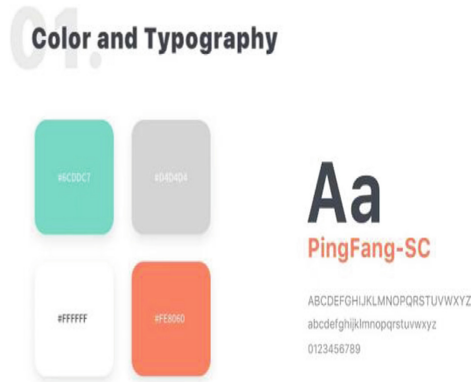 01.
Color and Typography
#6CDDC7
#D4D4D4
#FFFFFF
#FE8060
Aa
PingFang-SC
ABCDEFGHIJKLMNOPQRSTUVWXYZ
abcdefghijklmnopqrstuvwxyz
0123456789